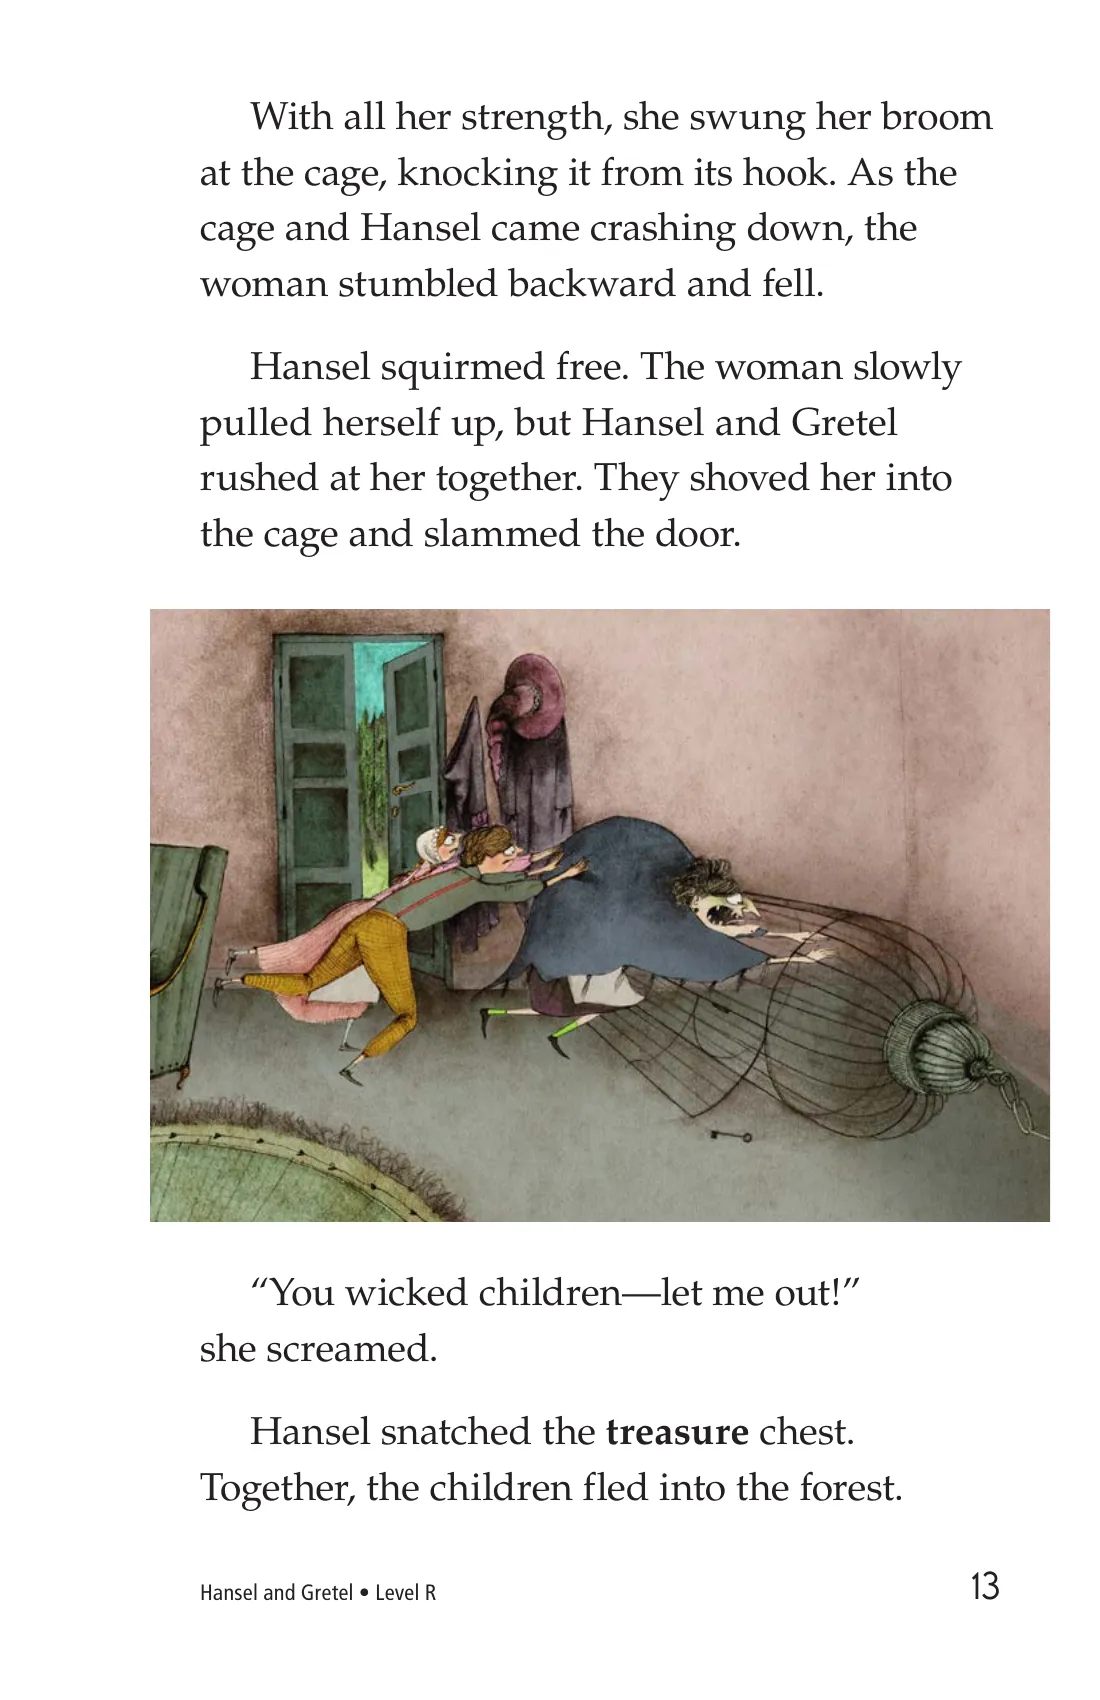 With all her strength, she swung her broom
at the cage, knocking it from its hook. As the
cage and Hansel came crashing down, the
woman stumbled backward and fell.
Hansel squirmed free. The woman slowly
pulled herself up, but Hansel and Gretel
rushed at her together. They shoved her into
the cage and slammed the door.
“You wicked children—let me out!”
she screamed.
Hansel snatched the treasure chest.
Together, the children fled into the forest.
Hansel and Gretel • Level R
13